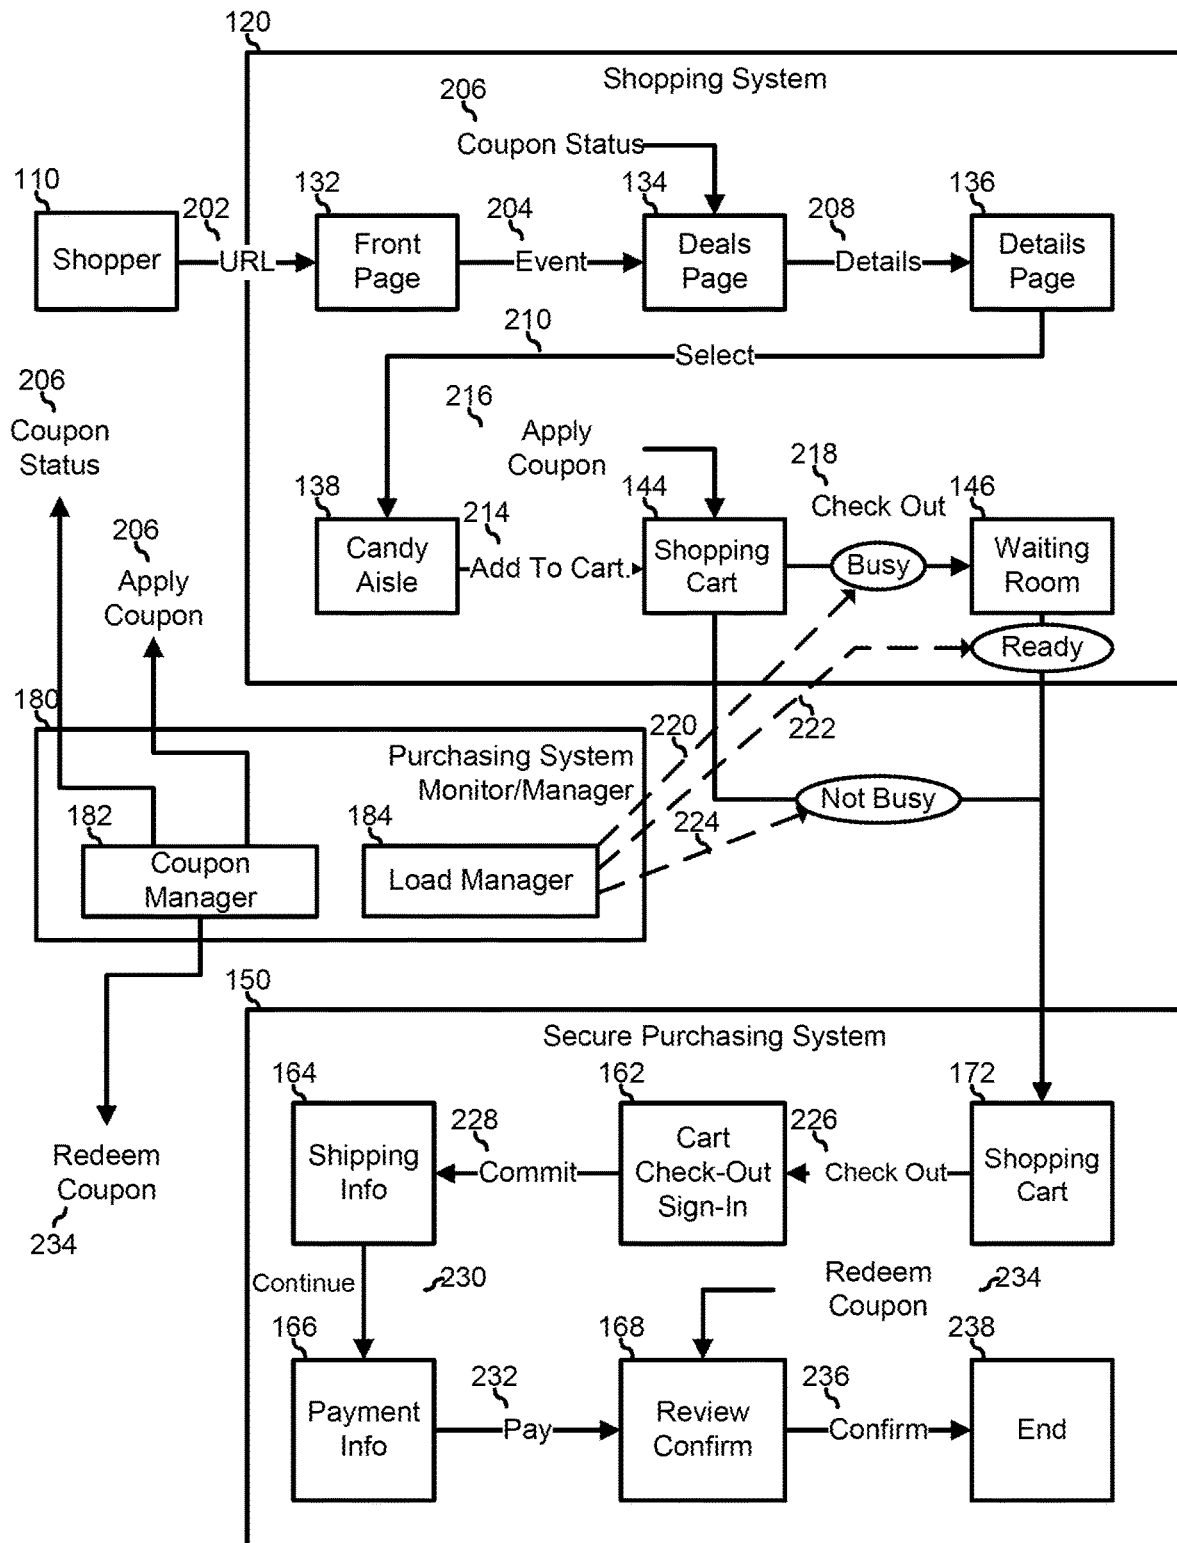 120
Shopping System
206
Coupon Status
110
202
132
204
134
208
136
Shopper
URL
Front
Page
Event
Deals
Page
Details
Details
Page
210
Select
206
Coupon
Status
216
Apply
Coupon
218
Check Out
138
214
144
146
Candy
Aisle
Add To Cart.
Shopping
Cart
Busy
Waiting
Room
206
Apply
Coupon
Ready
180
220
222
Purchasing System
Monitor/Manager
Not Busy
182
184
224
Coupon
Manager
Load Manager
150
Secure Purchasing System
164
162
172
228
226
Shipping
Info
Commit
Cart
Check-Out
Sign-In
Check Out
Shopping
Cart
Redeem
Coupon
234
Continue
230
Redeem
Coupon
234
166
232
168
236
238
Payment
Info
Pay
Review
Confirm
Confirm
End